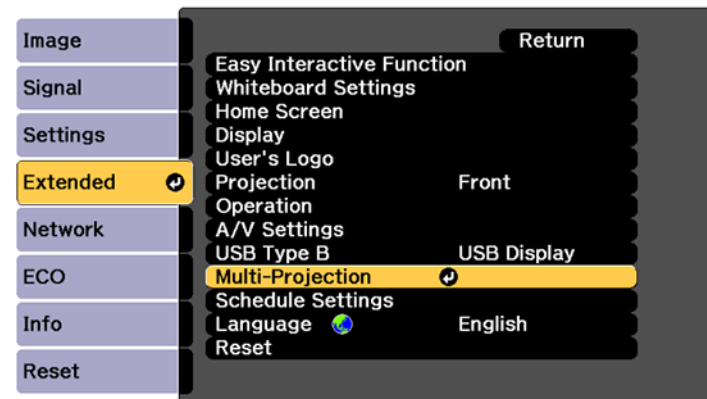 Image
Signal
Settings
Extended
Network
ECO
Info
Reset
Return
Easy Interactive Function
Whiteboard Settings
Home Screen
Display
User's Logo
Projection Front
Operation
A/V Settings
USB Type B USB Display
Multi-Projection
Schedule Settings
Language English
Reset